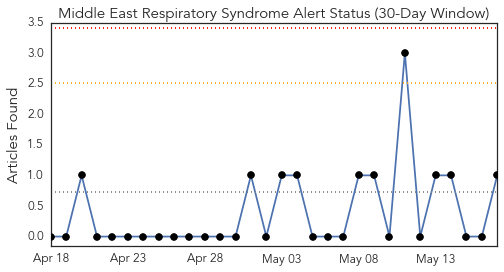 Middle East Respiratory Syndrome Alert Status (30-Day Window)
Articles Found
3.5
3.0
2.5
2.0
1.5
1.0
0.5
0.0
Apr 18 Apr 23 Apr 28 May 03 May 08 May 13